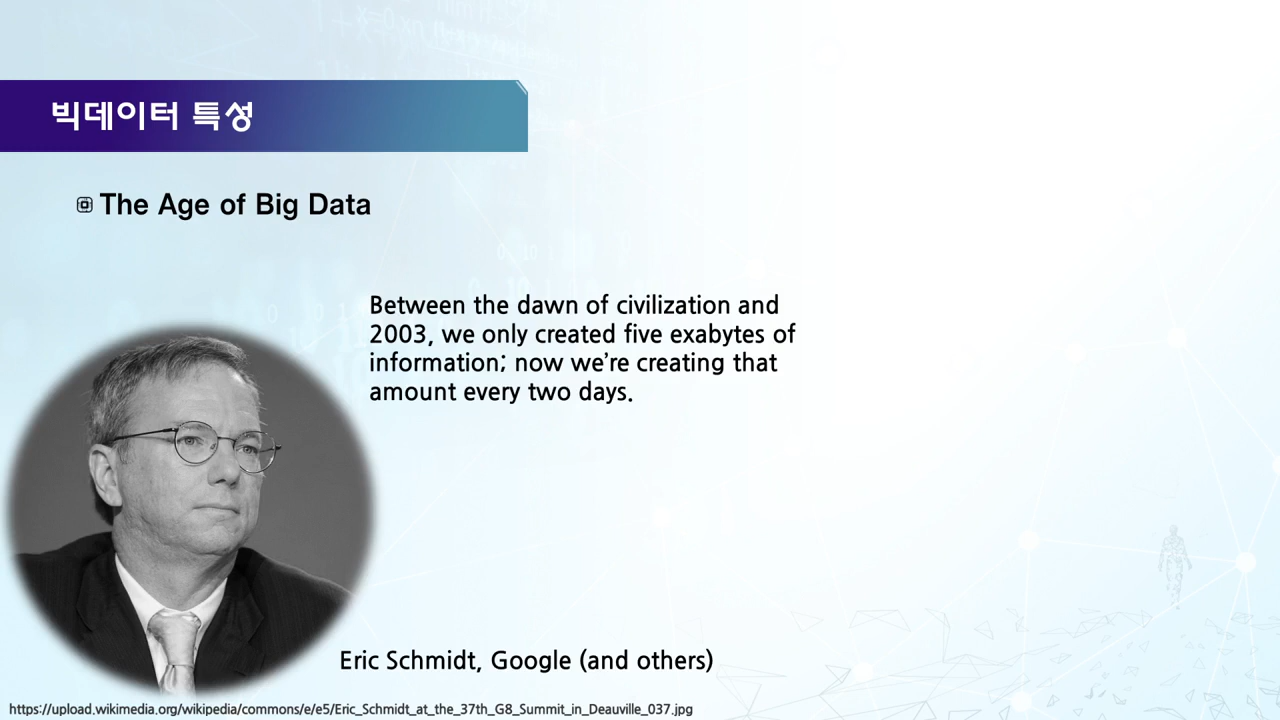 빅데이터 특성
The Age of Big Data
Between the dawn of civilization and
2003, we only created five exabytes of
information; now we’re creating that
amount every two days.
Eric Schmidt, Google (and others)
https://upload.wikimedia.org/wikipedia/commons/e/e5/Eric_Schmidt_at_the_37th_G8_Summit_in_Deauville_037.jpg